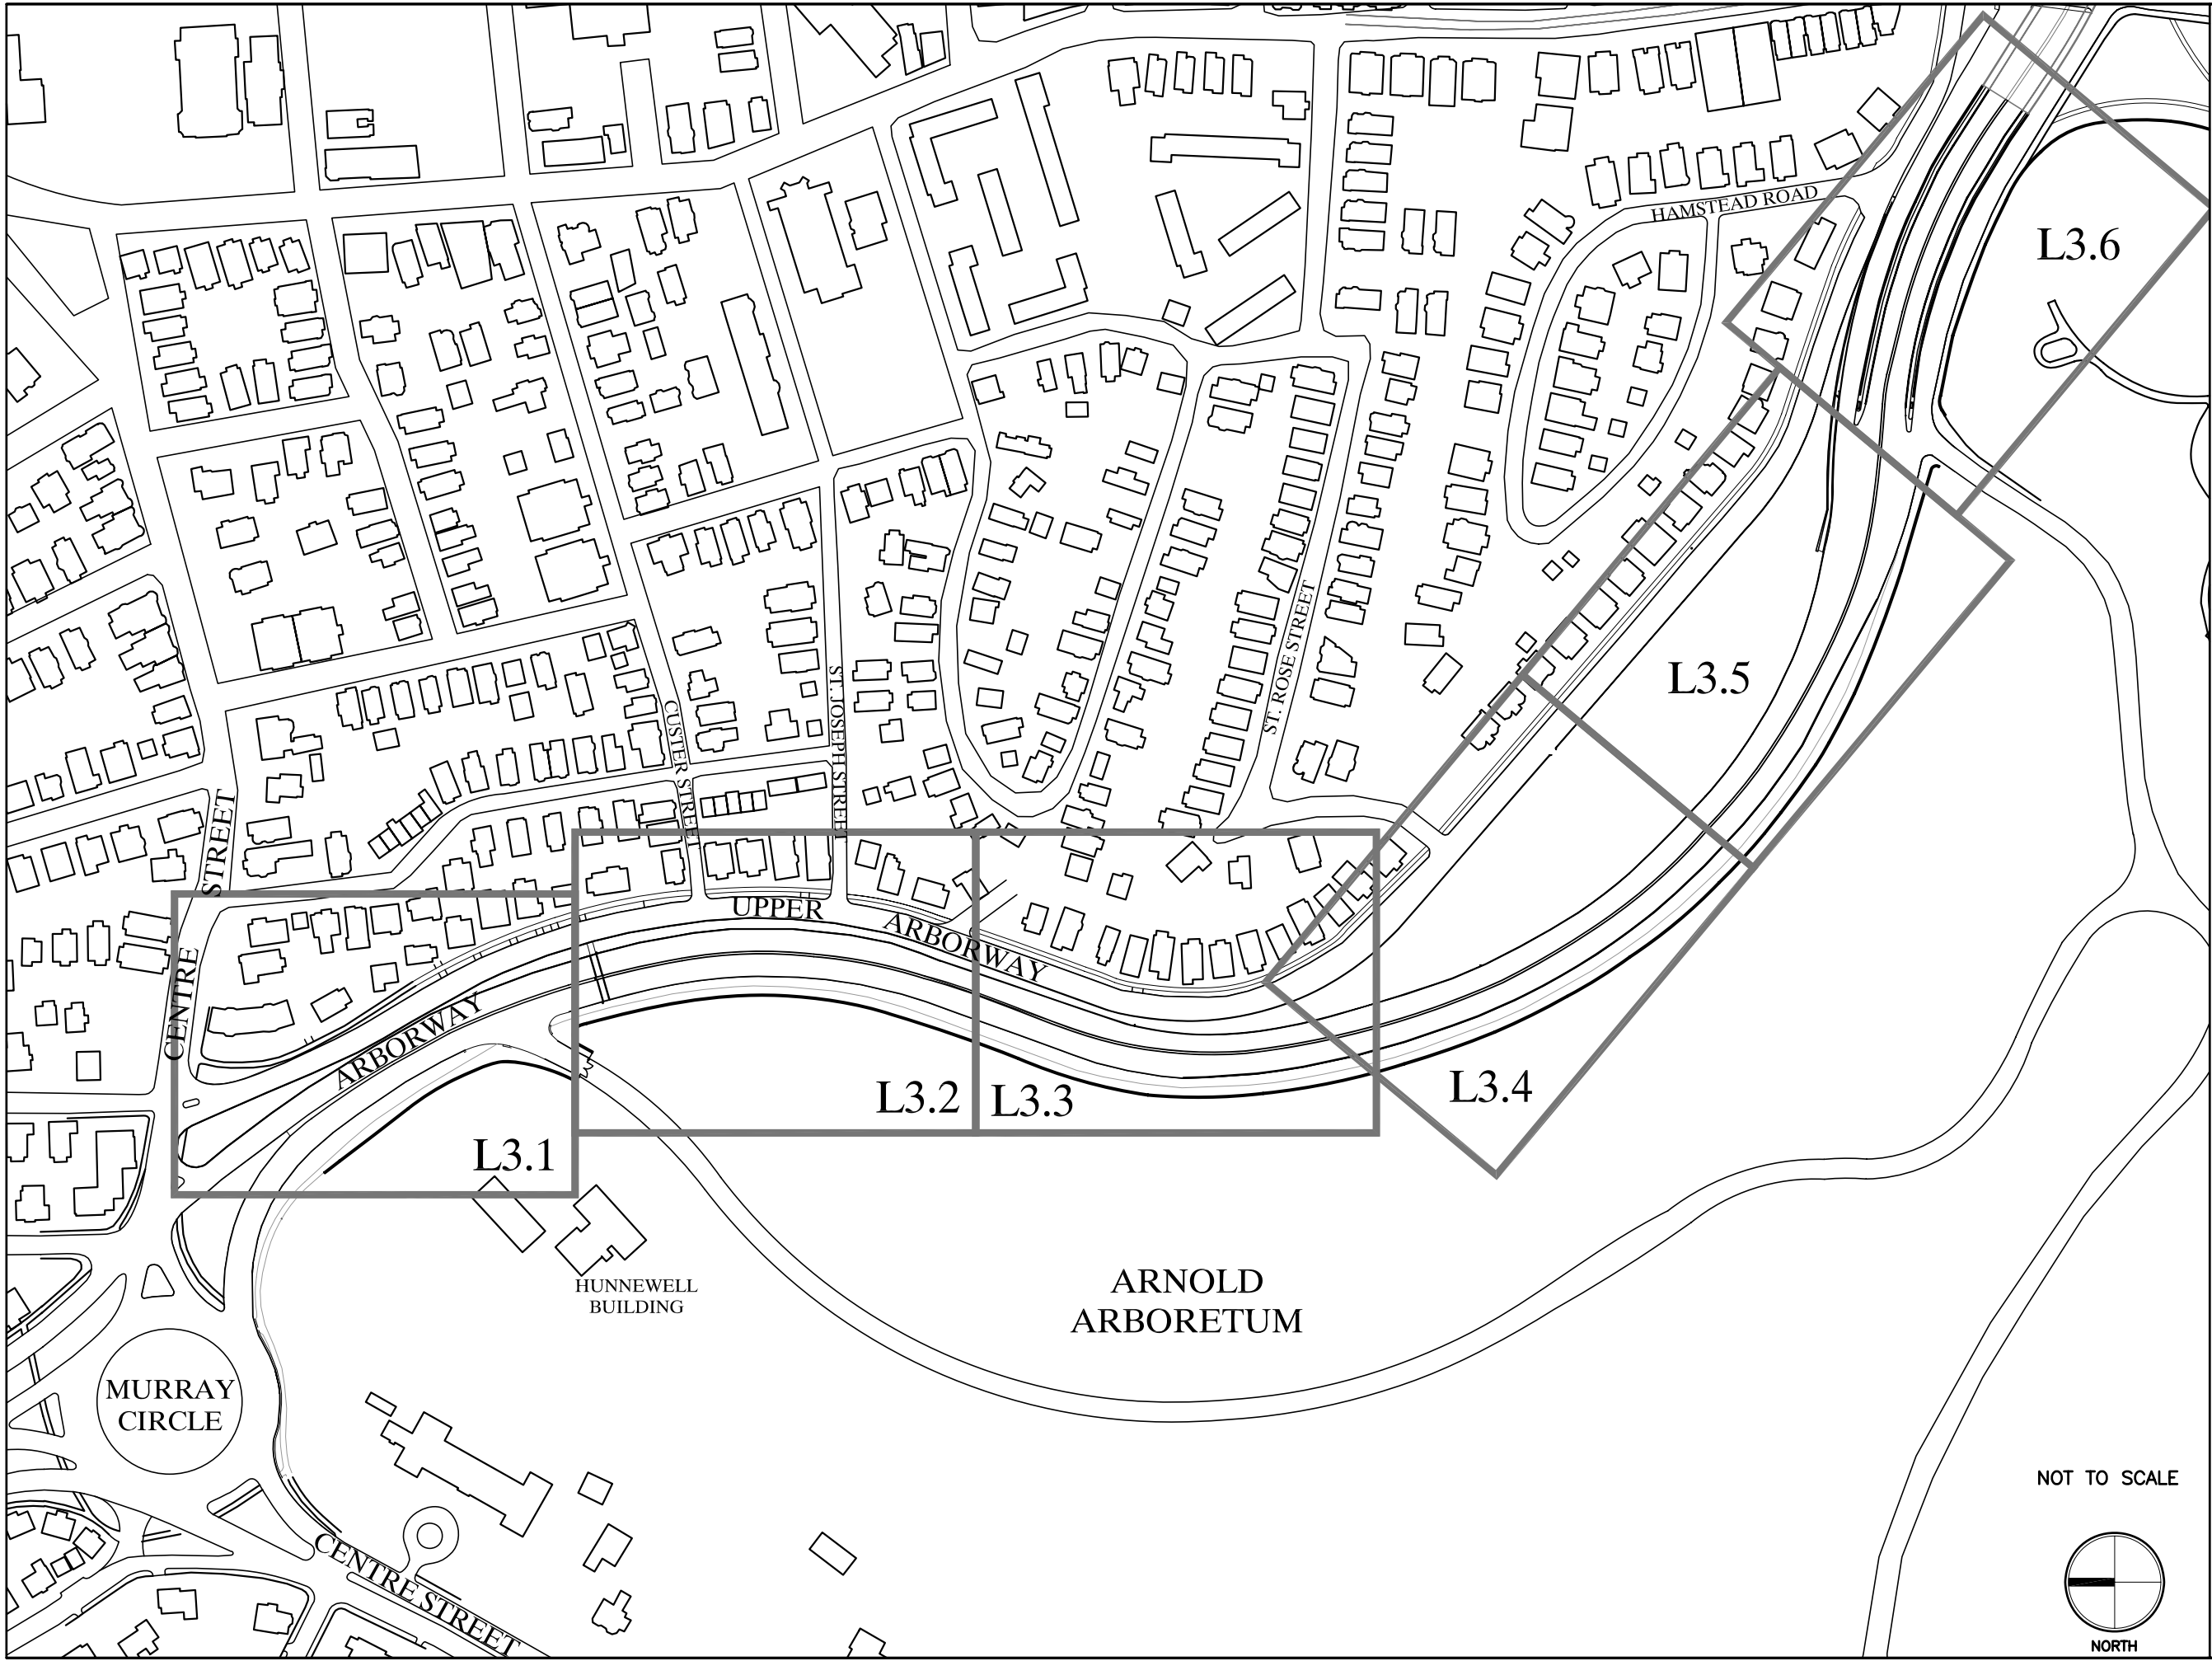 HAMSTEAD ROAD
L3.6
L3.5
ST. ROSE STREET
ST. JOSEPH STREET
CUSTER STREET
CENTRE STREET
UPPER ARBORWAY
ARBORWAY
L3.1
L3.2
L3.3
L3.4
HUNNEWELL
BUILDING
ARNOLD
ARBORETUM
MURRAY
CIRCLE
CENTRE STREET
NOT TO SCALE
NORTH